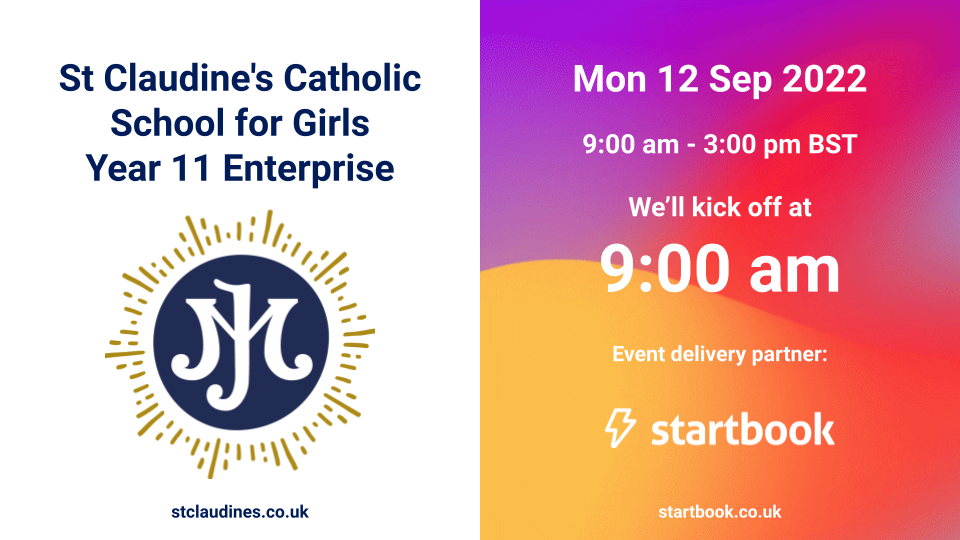 St Claudine's Catholic
School for Girls
Year 11 Enterprise
JM
stclaudines.co.uk
Mon 12 Sep 2022
9:00 am - 3:00 pm BST
We’ll kick off at
9:00 am
Event delivery partner:
startbook
startbook.co.uk